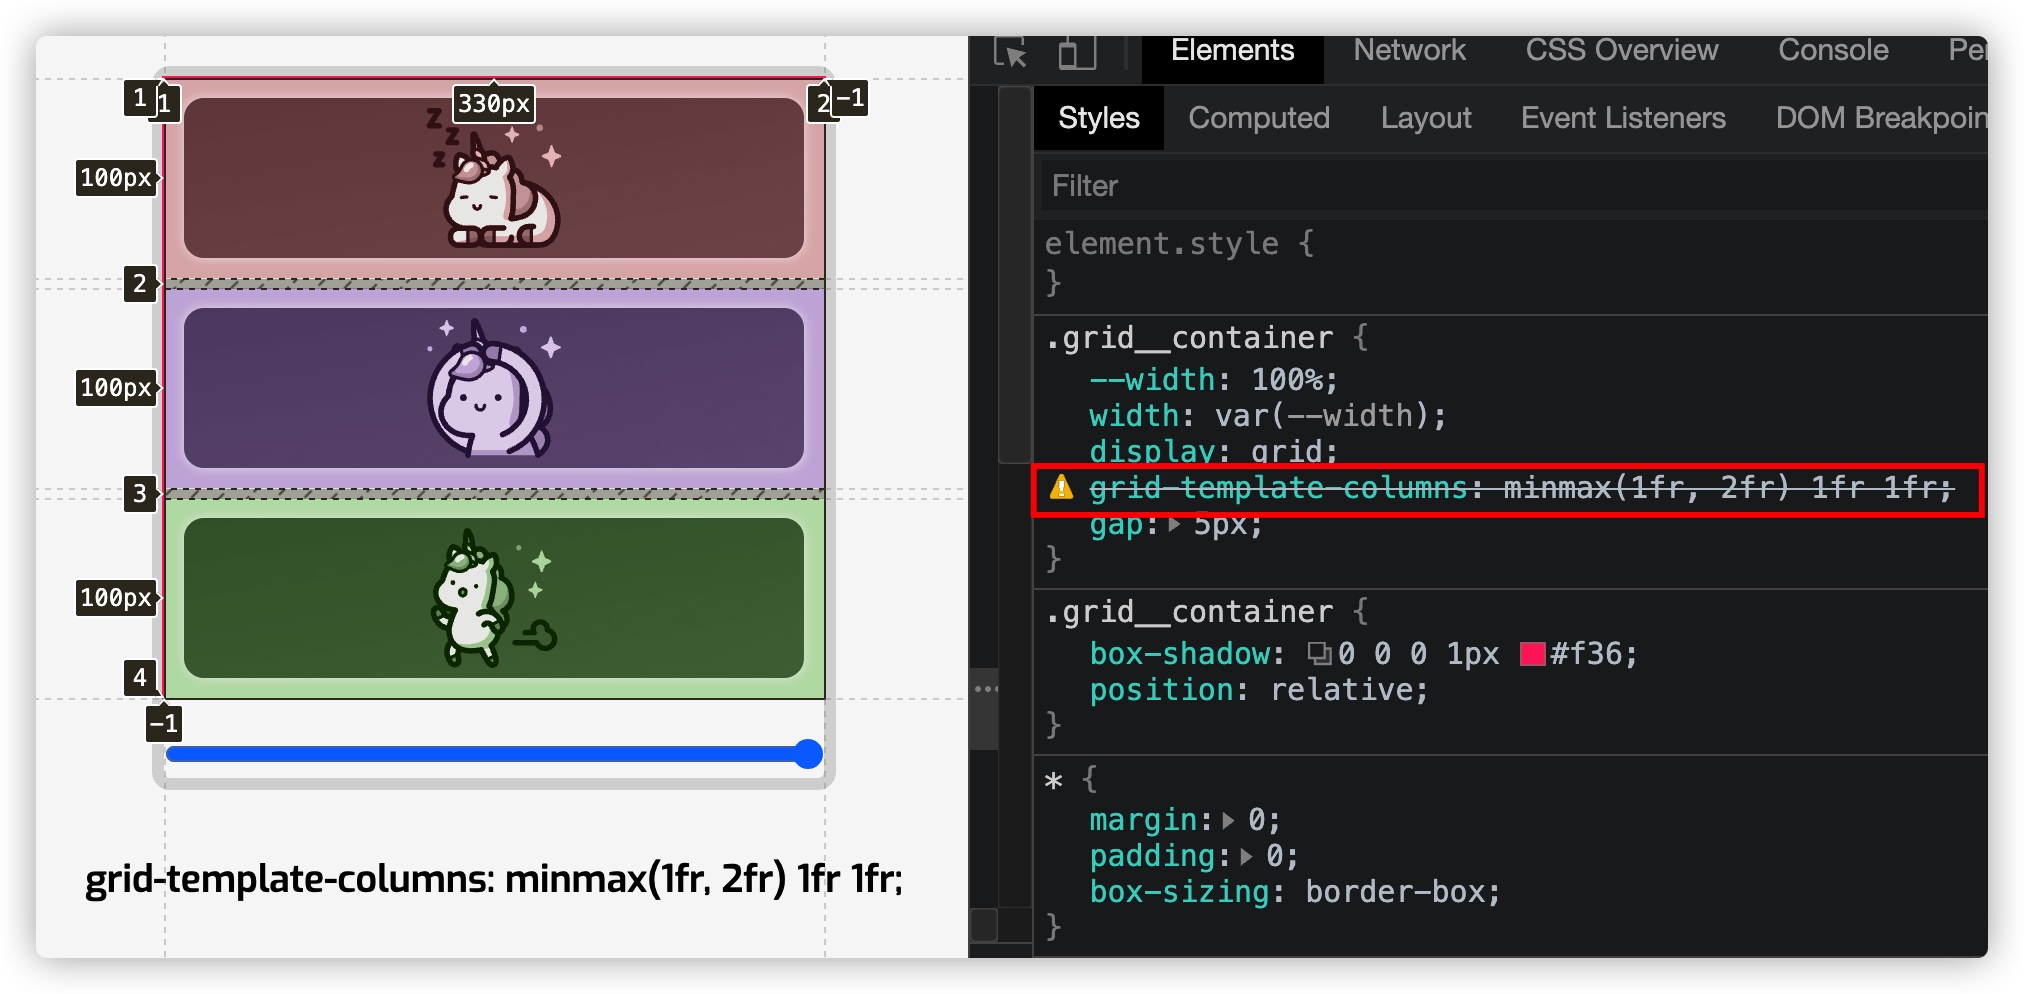 1
1
330px
2
-1
z
z
z
100px
2
100px
3
100px
4
-1
grid-template-columns: minmax(1fr, 2fr) 1fr 1fr;
Elements Network CSS Overview Console Per
Styles Computed Layout Event Listeners DOM Breakpoin
Filter
element.style {
}
.grid__container {
--width: 100%;
width: var(--width);
display: grid;
grid-template-columns: minmax(1fr, 2fr) 1fr 1fr;
gap: 5px;
}
.grid__container {
box-shadow: 0 0 0 1px #f36;
position: relative;
}
* {
margin: 0;
padding: 0;
box-sizing: border-box;
}